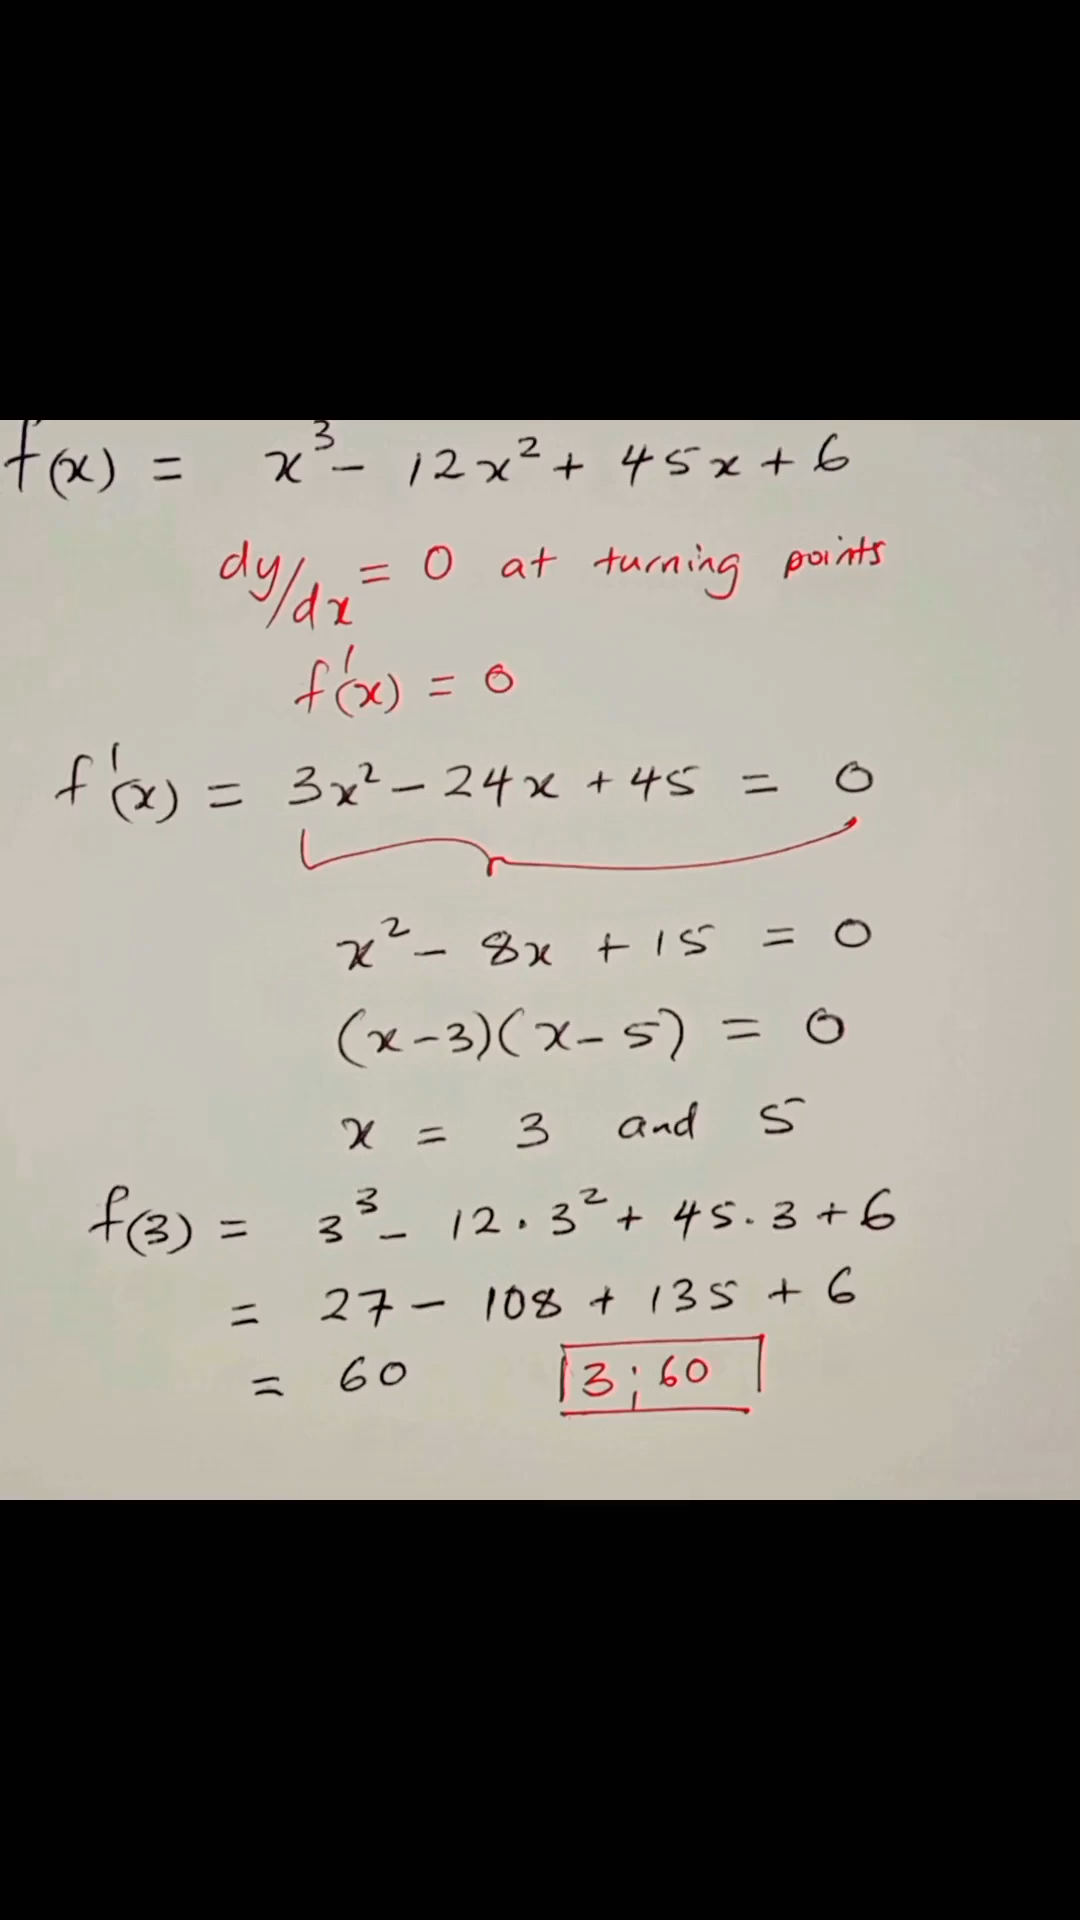 f(x) = x³ - 12x² + 45x + 6
dy/dx = 0 at turning points
f'(x) = 0
f'(x) = 3x² - 24x + 45 = 0
x² - 8x + 15 = 0
(x-3)(x-5) = 0
x = 3 and 5
f(3) = 3³ - 12.3² + 45.3 + 6
= 27 - 108 + 135 + 6
= 60 3;60